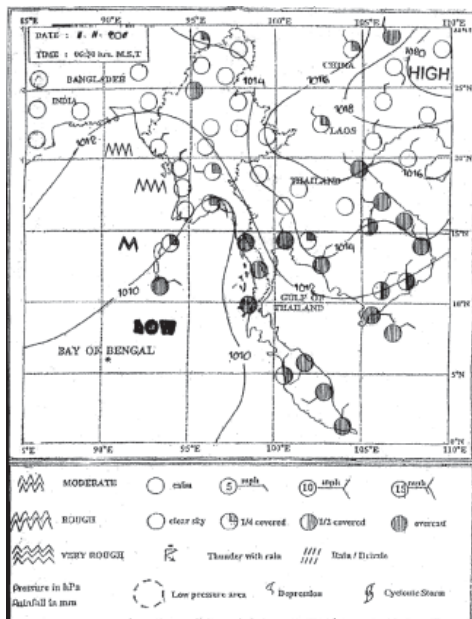 85°E 90°E 95°E 100°E 105°E 110°E
DATE :
TIME : 06:30 hrs. M.S.T
BANGLADEE
INDIA
CHINA
HIGH
1020
1014
1016
1018
25°N
LAOS
1012
20°N
THAILAND
1016
M
15°N
1014
1010
1012
GULF OF
THAILAND
10°N
LOW
BAY OF BENGAL
1010
5°N
5°E 90°E 95°E 100°E 105°E 110°E 0°N
MODERATE calm 5 mph 10 mph 15 mph
ROUGH clear sky 1/4 covered 1/2 covered overcast
VERY ROUGH Thunder with rain Rain / Drizzle
Pressure in hPa
Rainfall in mm
Low pressure area Depression Cyclonic Storm